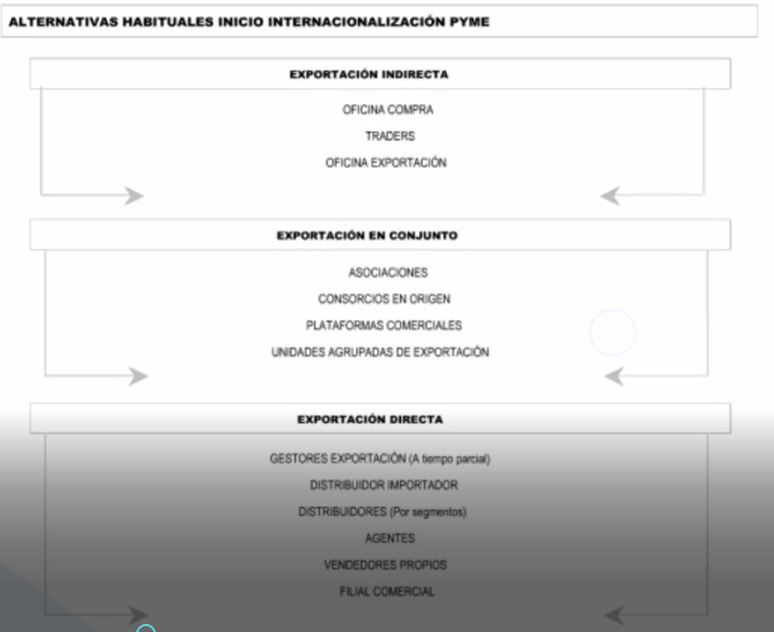 ALTERNATIVAS HABITUALES INICIO INTERNACIONALIZACIÓN PYME
EXPORTACIÓN INDIRECTA
OFICINA COMPRA
TRADERS
OFICINA EXPORTACIÓN
EXPORTACIÓN EN CONJUNTO
ASOCIACIONES
CONSORCIOS EN ORIGEN
PLATAFORMAS COMERCIALES
UNIDADES AGRUPADAS DE EXPORTACIÓN
EXPORTACIÓN DIRECTA
GESTORES EXPORTACIÓN (A tiempo parcial)
DISTRIBUIDOR IMPORTADOR
DISTRIBUIDORES (Por segmentos)
AGENTES
VENDEDORES PROPIOS
FILIAL COMERCIAL